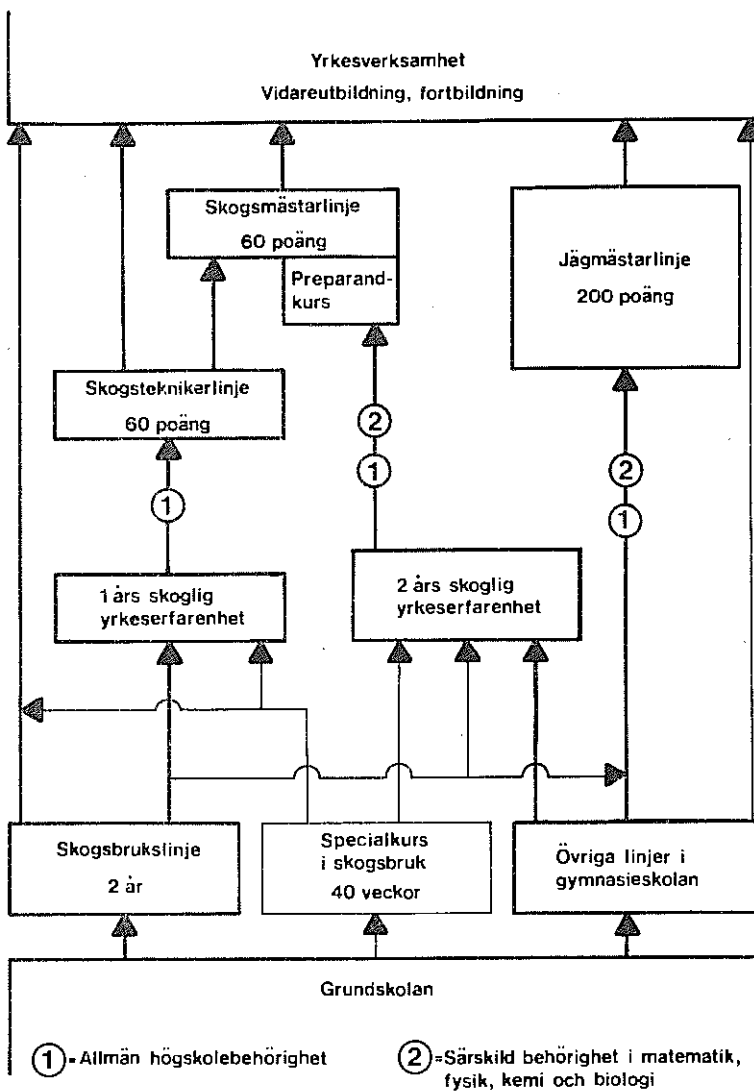 Yrkesverksamhet
Vidareutbildning, fortbildning
Skogsmästarlinje
60 poäng
Preparand-
kurs
Jägmästarlinje
200 poäng
Skogsteknikerlinje
60 poäng
2
1
1
2
1
1 års skoglig
yrkeserfarenhet
2 års skoglig
yrkeserfarenhet
Skogsbrukslinje
2 år
Specialkurs
i skogsbruk
40 veckor
Övriga linjer i
gymnasieskolan
Grundskolan
1 = Allmän högskolebehörighet
2 = Särskild behörighet i matematik,
fysik, kemi och biologi